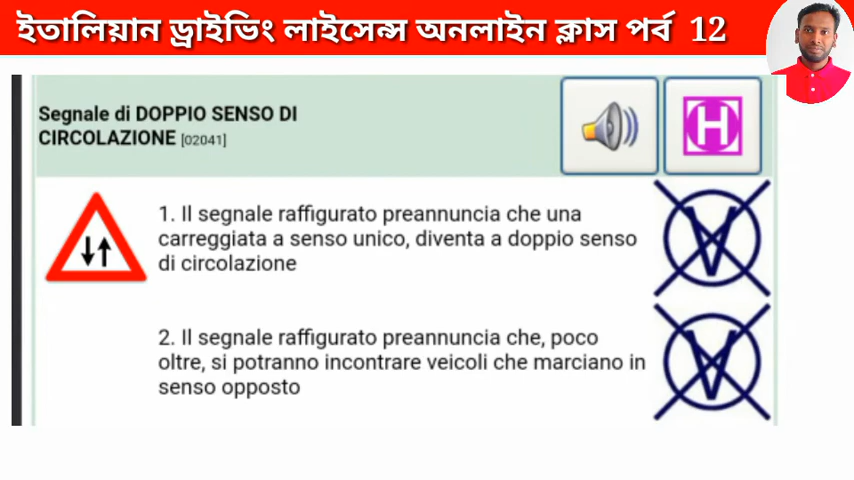 ইতালিয়ান ড্রাইভিং লাইসেন্স অনলাইন ক্লাস পর্ব 12
Segnale di DOPPIO SENSO DI
CIRCOLAZIONE [02041]
H
1. Il segnale raffigurato preannuncia che una
carreggiata a senso unico, diventa a doppio senso
di circolazione
V
2. Il segnale raffigurato preannuncia che, poco
oltre, si potranno incontrare veicoli che marciano in
senso opposto
V